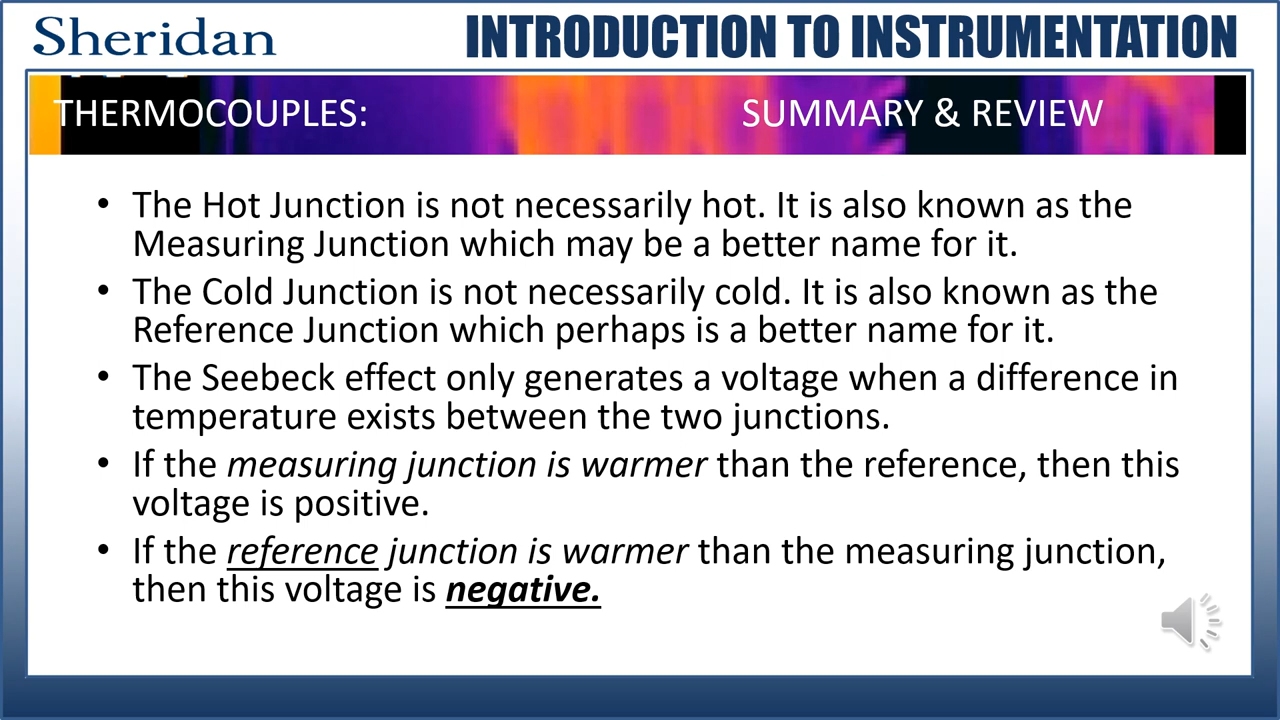 Sheridan INTRODUCTION TO INSTRUMENTATION
THERMOCOUPLES: SUMMARY & REVIEW
• The Hot Junction is not necessarily hot. It is also known as the
Measuring Junction which may be a better name for it.
• The Cold Junction is not necessarily cold. It is also known as the
Reference Junction which perhaps is a better name for it.
• The Seebeck effect only generates a voltage when a difference in
temperature exists between the two junctions.
• If the measuring junction is warmer than the reference, then this
voltage is positive.
• If the reference junction is warmer than the measuring junction,
then this voltage is negative.